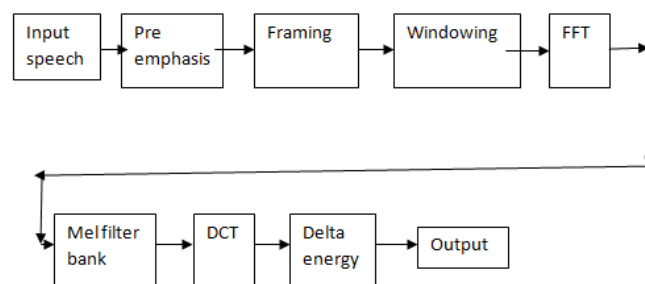 Input
speech
Pre
emphasis
Framing
Windowing
FFT
Mel filter
bank
DCT
Delta
energy
Output